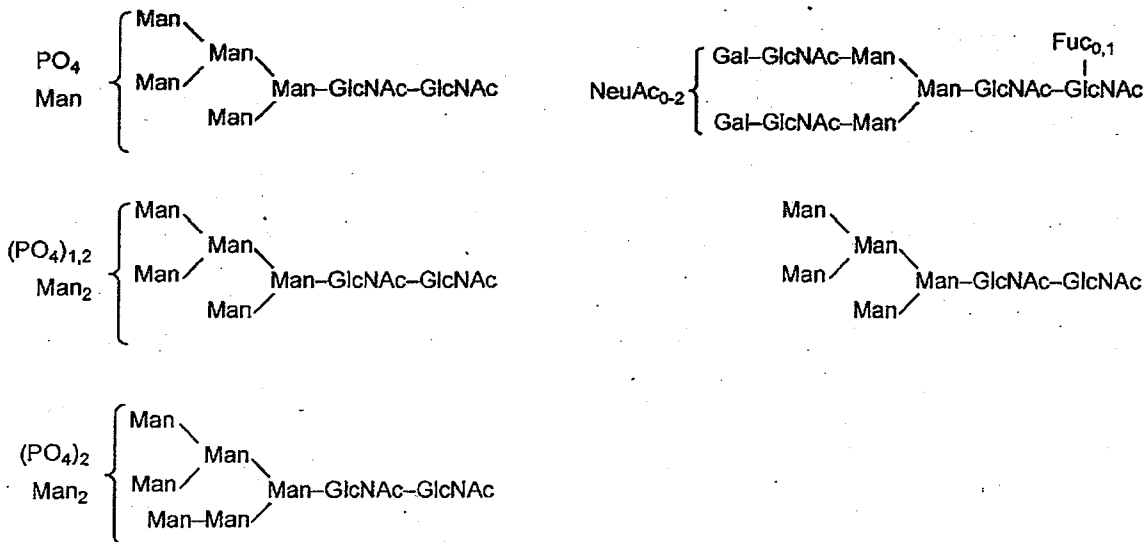 Man
PO₄ Man
Man Man Man–GlcNAc–GlcNAc
Man
Fuc₀,₁
Gal–GlcNAc–Man
NeuAc₀₋₂ Man–GlcNAc–GlcNAc
Gal–GlcNAc–Man
Man
(PO₄)₁,₂ Man
Man₂ Man Man–GlcNAc–GlcNAc
Man
Man
Man
Man Man–GlcNAc–GlcNAc
Man
Man
(PO₄)₂ Man
Man₂ Man Man–GlcNAc–GlcNAc
Man–Man